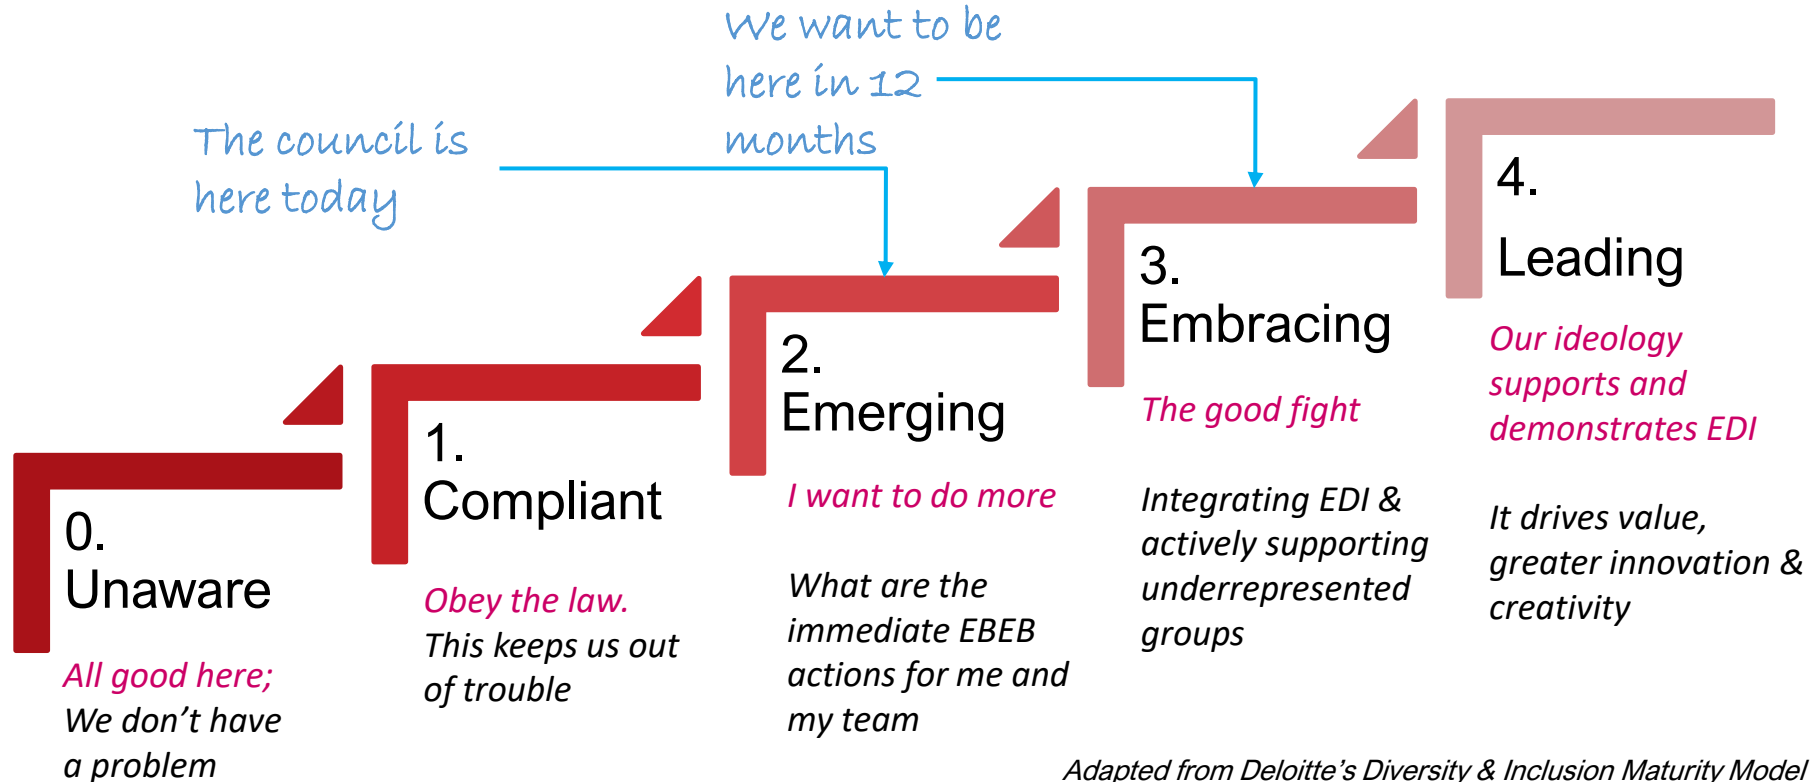 We want to be
here in 12
months
The council is
here today
0.
Unaware
All good here;
We don’t have
a problem
1.
Compliant
Obey the law.
This keeps us out
of trouble
2.
Emerging
I want to do more
What are the
immediate EBEB
actions for me and
my team
3.
Embracing
The good fight
Integrating EDI &
actively supporting
underrepresented
groups
4.
Leading
Our ideology
supports and
demonstrates EDI
It drives value,
greater innovation &
creativity
Adapted from Deloitte’s Diversity & Inclusion Maturity Model